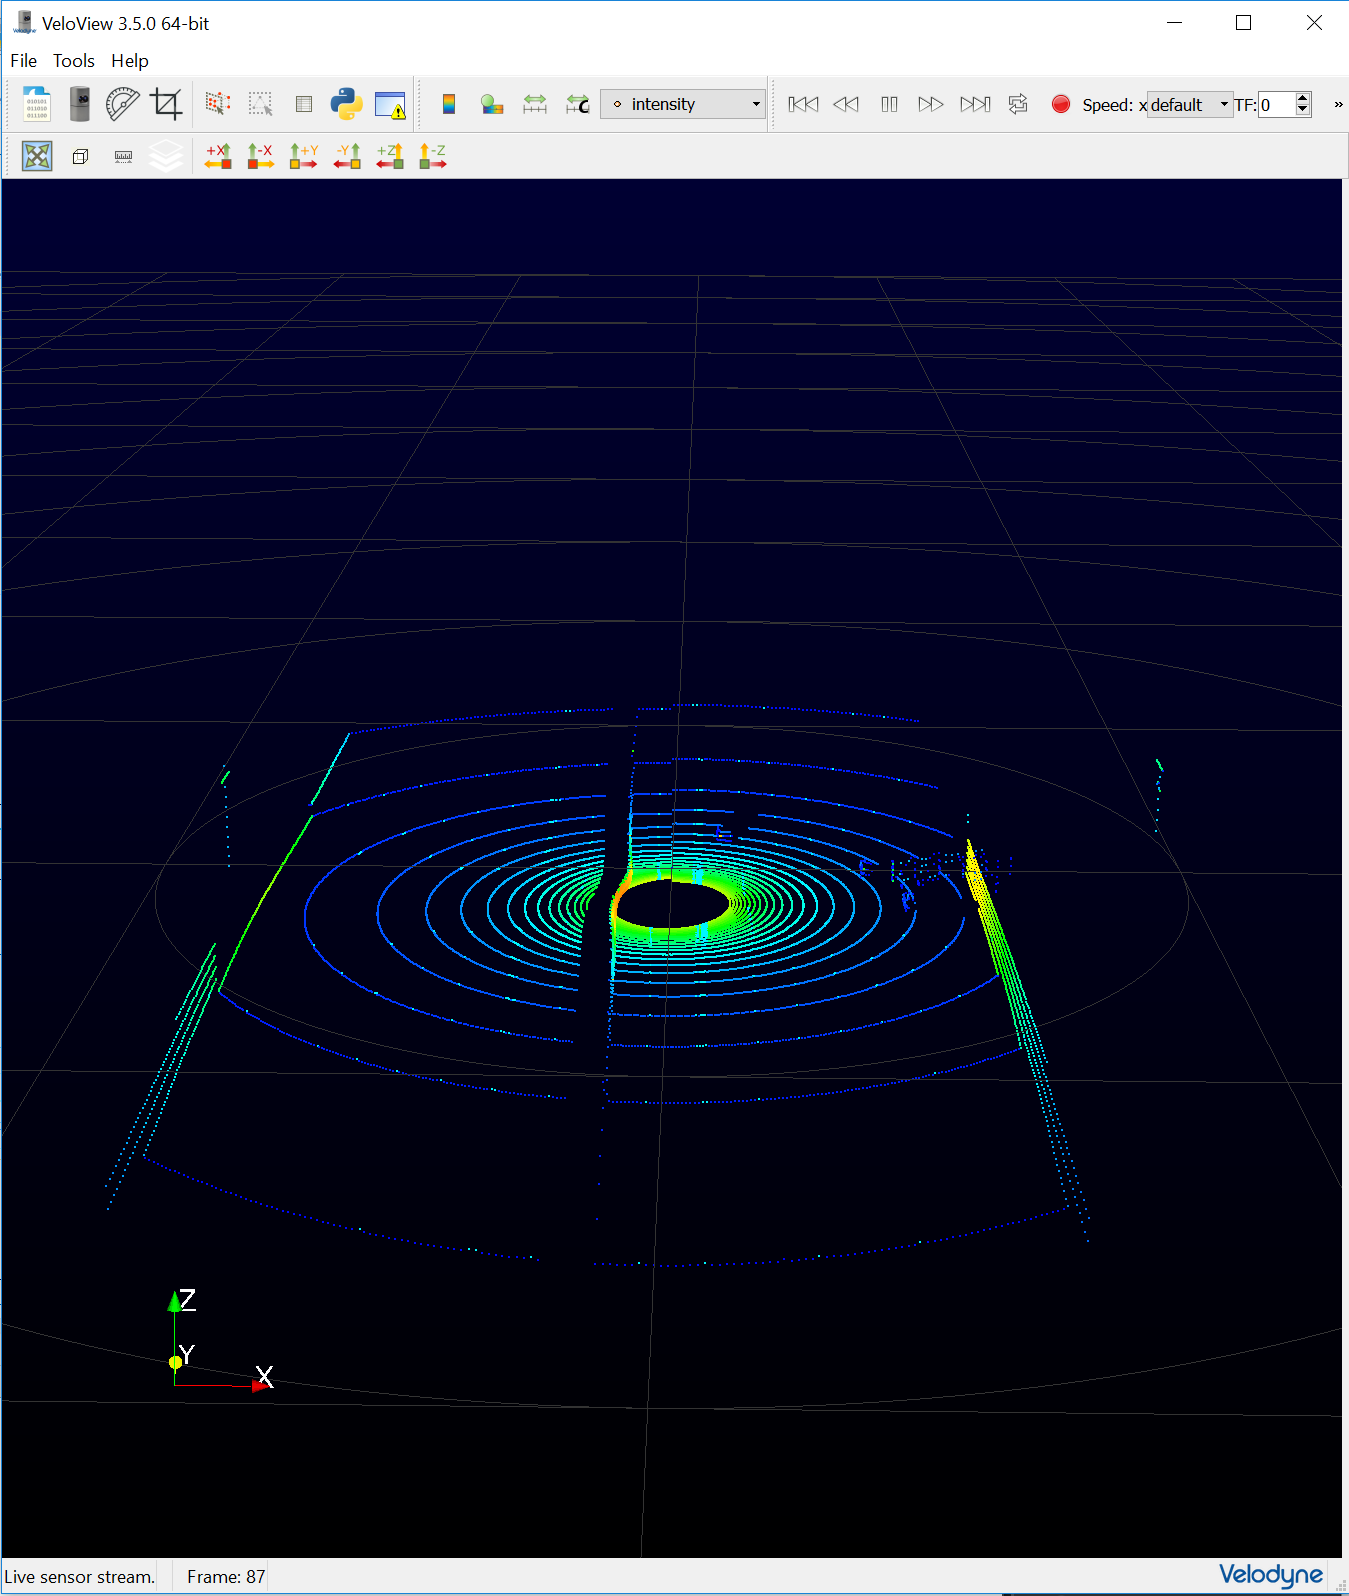 VeloView 3.5.0 64-bit
File Tools Help
intensity
Speed: x default TF: 0 »
+X -X +Y -Y +Z -Z
Z
Y
X
Live sensor stream. Frame: 87 Velodyne